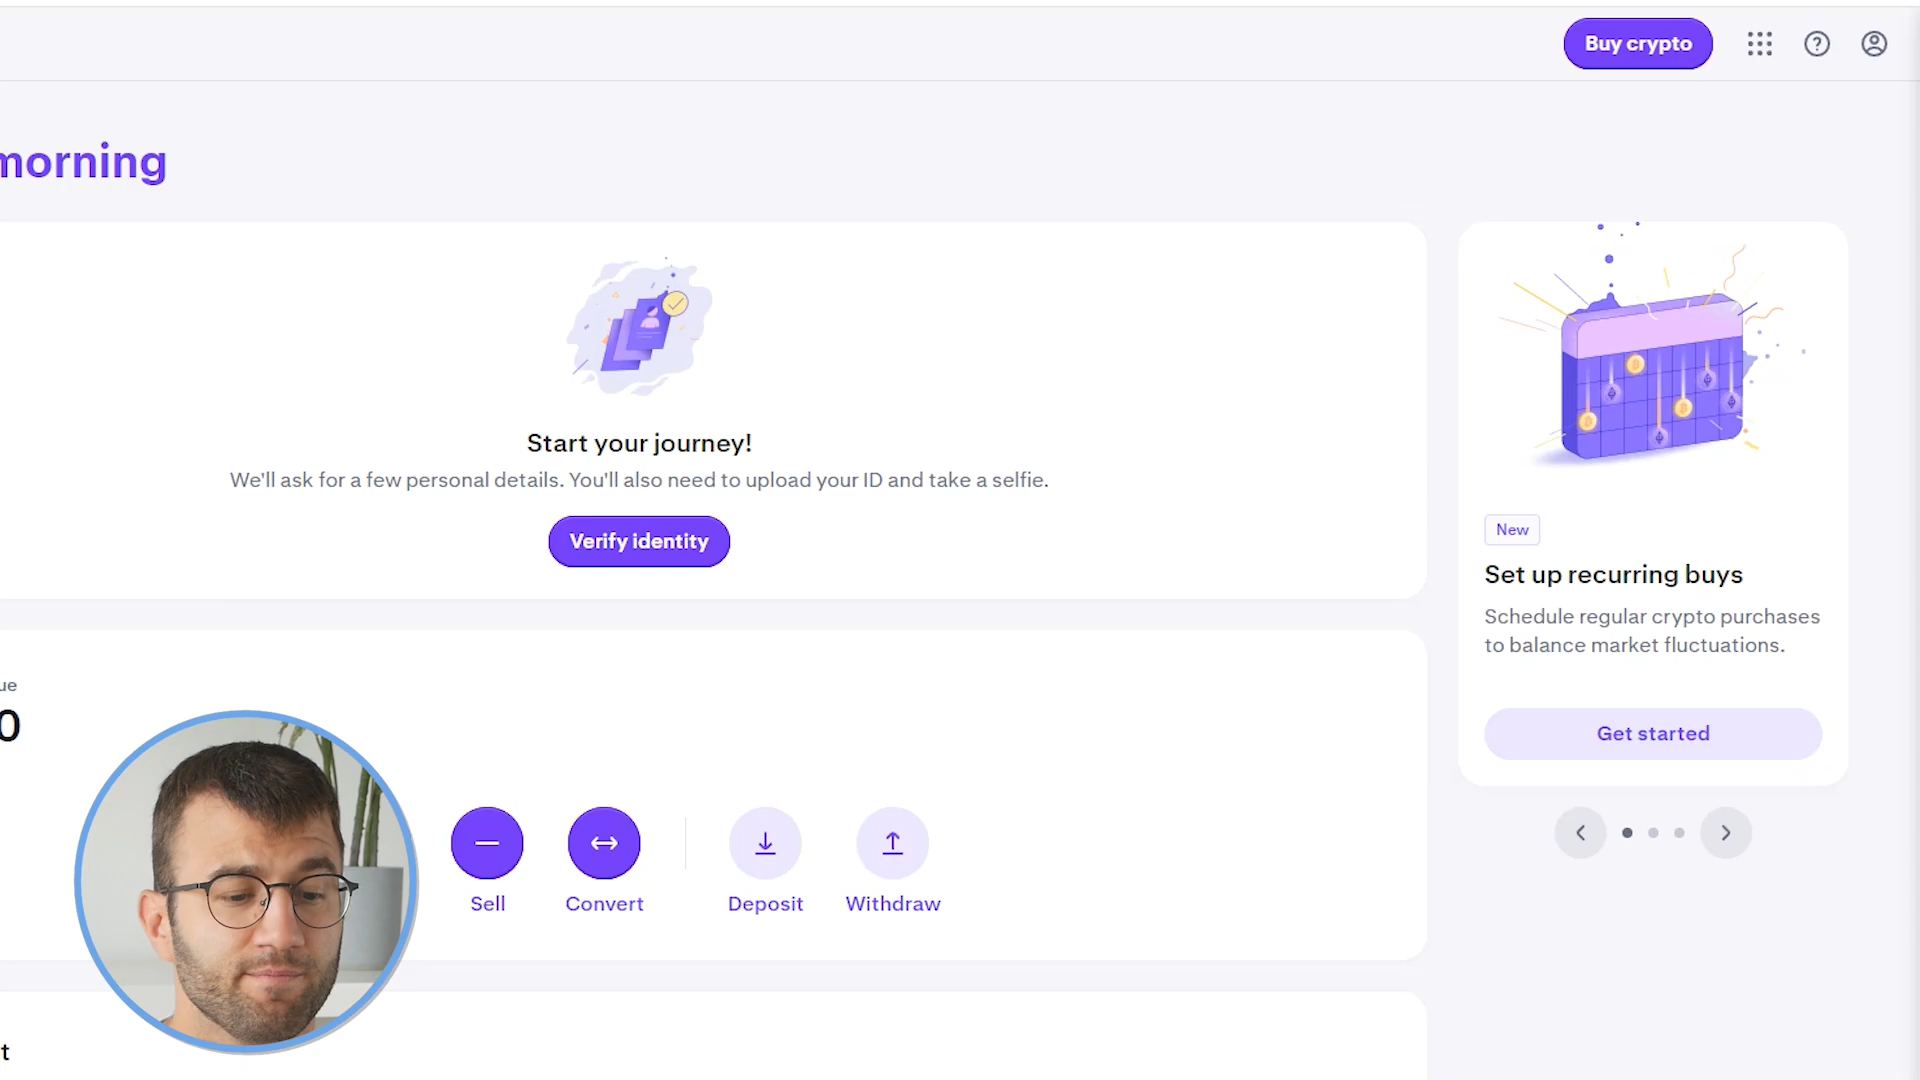 Buy crypto
morning
Start your journey!
We'll ask for a few personal details. You'll also need to upload your ID and take a selfie.
Verify identity
New
Set up recurring buys
Schedule regular crypto purchases
to balance market fluctuations.
Get started
ue
0
Sell
Convert
Deposit
Withdraw
t